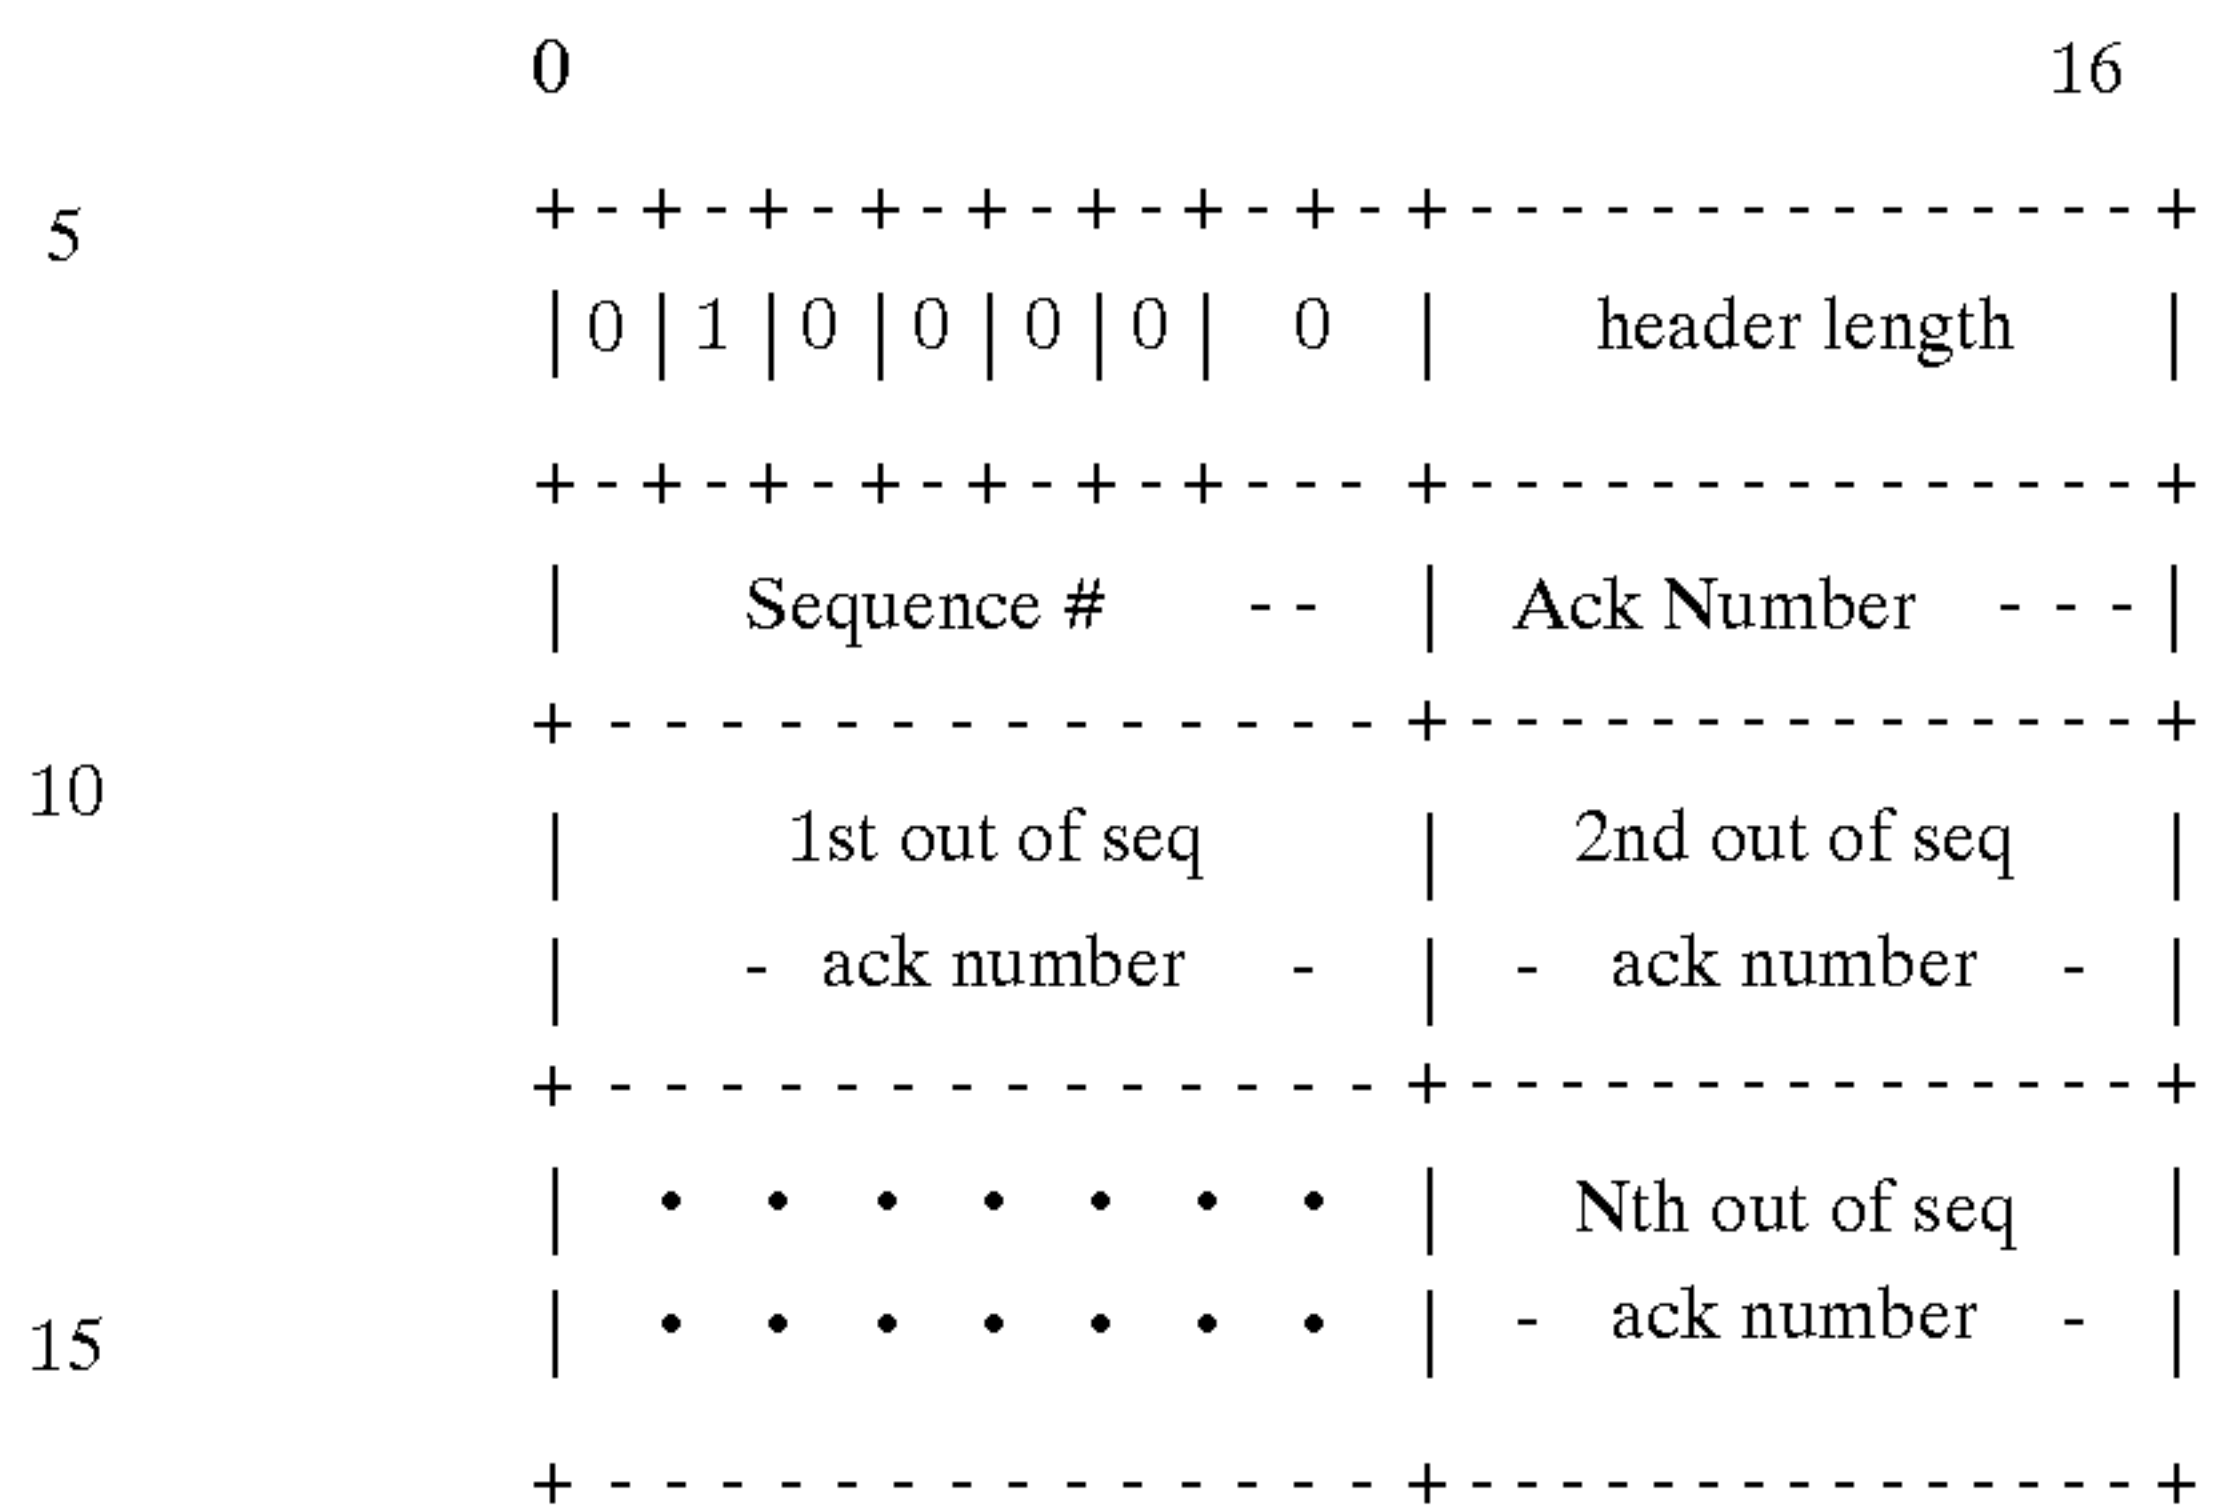 0 16
5 +-+-+-+-+-+-+-+-+---------------+
|0|1|0|0|0|0| 0 | header length |
+-+-+-+-+-+-+--- +---------------+
| Sequence # -- | Ack Number ---|
+ - - - - - - - - - - - - - - +---------------+
10
| 1st out of seq | 2nd out of seq |
| - ack number - | - ack number - |
+ - - - - - - - - - - - - - - +---------------+
| • • • • • • • | Nth out of seq |
15 | • • • • • • • | - ack number - |
+ - - - - - - - - - - - - - - +---------------+